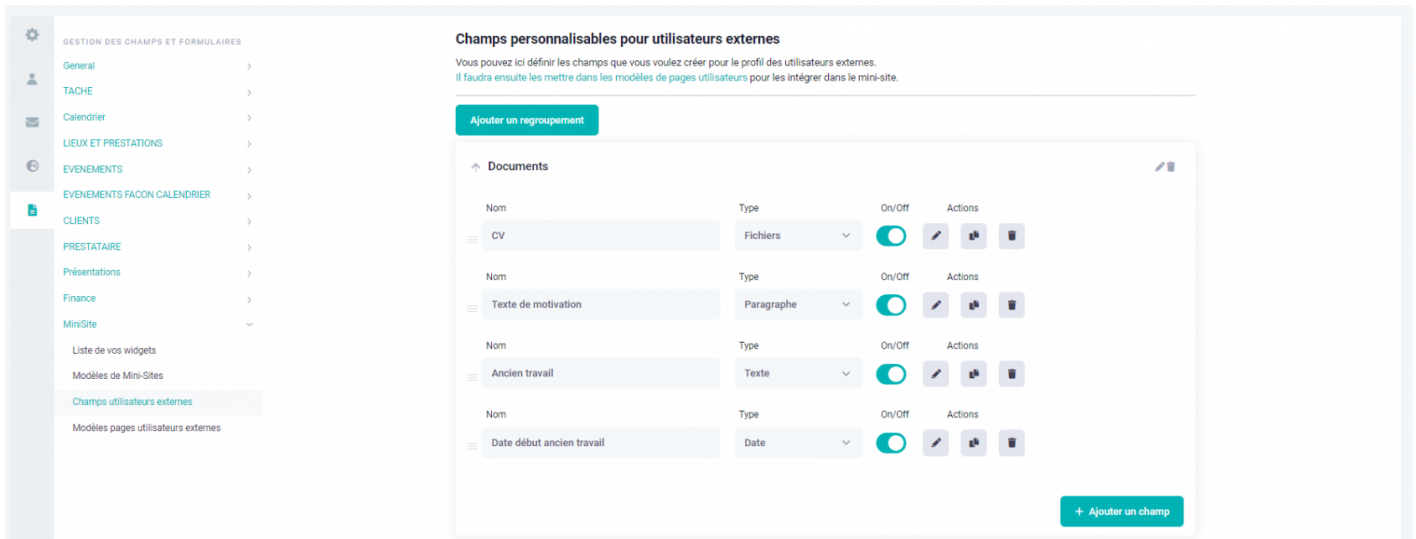 GESTION DES CHAMPS ET FORMULAIRES
General
TACHE
Calendrier
LIEUX ET PRESTATIONS
EVENEMENTS
EVENEMENTS FACON CALENDRIER
CLIENTS
PRESTATAIRE
Présentations
Finance
MiniSite
Liste de vos widgets
Modèles de Mini-Sites
Champs utilisateurs externes
Modèles pages utilisateurs externes
Champs personnalisables pour utilisateurs externes
Vous pouvez ici définir les champs que vous voulez créer pour le profil des utilisateurs externes.
Il faudra ensuite les mettre dans les modèles de pages utilisateurs pour les intégrer dans le mini-site.
Ajouter un regroupement
Documents
Nom Type On/Off Actions
CV Fichiers
Nom Type On/Off Actions
Texte de motivation Paragraphe
Nom Type On/Off Actions
Ancien travail Texte
Nom Type On/Off Actions
Date début ancien travail Date
+ Ajouter un champ